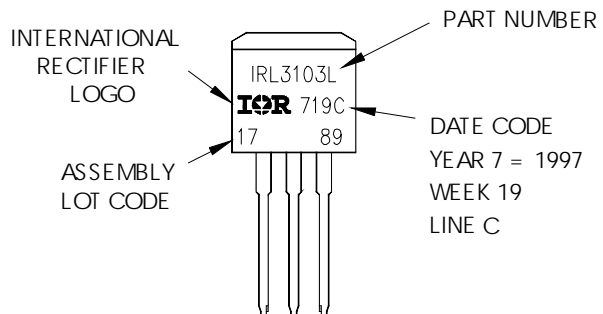 INTERNATIONAL
RECTIFIER
LOGO
ASSEMBLY
LOT CODE
IRL3103L
IOR 719C
17 89
PART NUMBER
DATE CODE
YEAR 7 = 1997
WEEK 19
LINE C